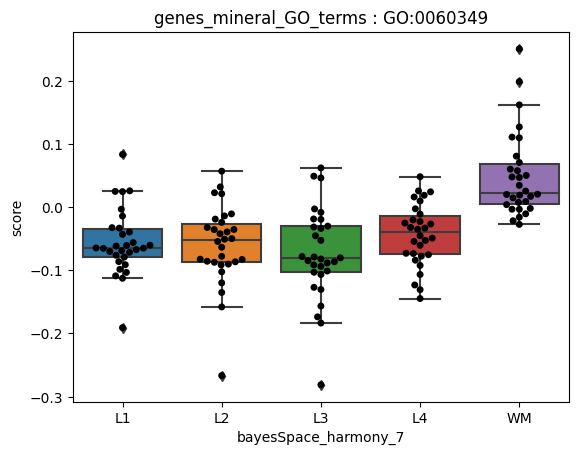 genes_mineral_GO_terms : GO:0060349
0.2
0.1
0.0
−0.1
−0.2
−0.3
score
L1 L2 L3 L4 WM
bayesSpace_harmony_7